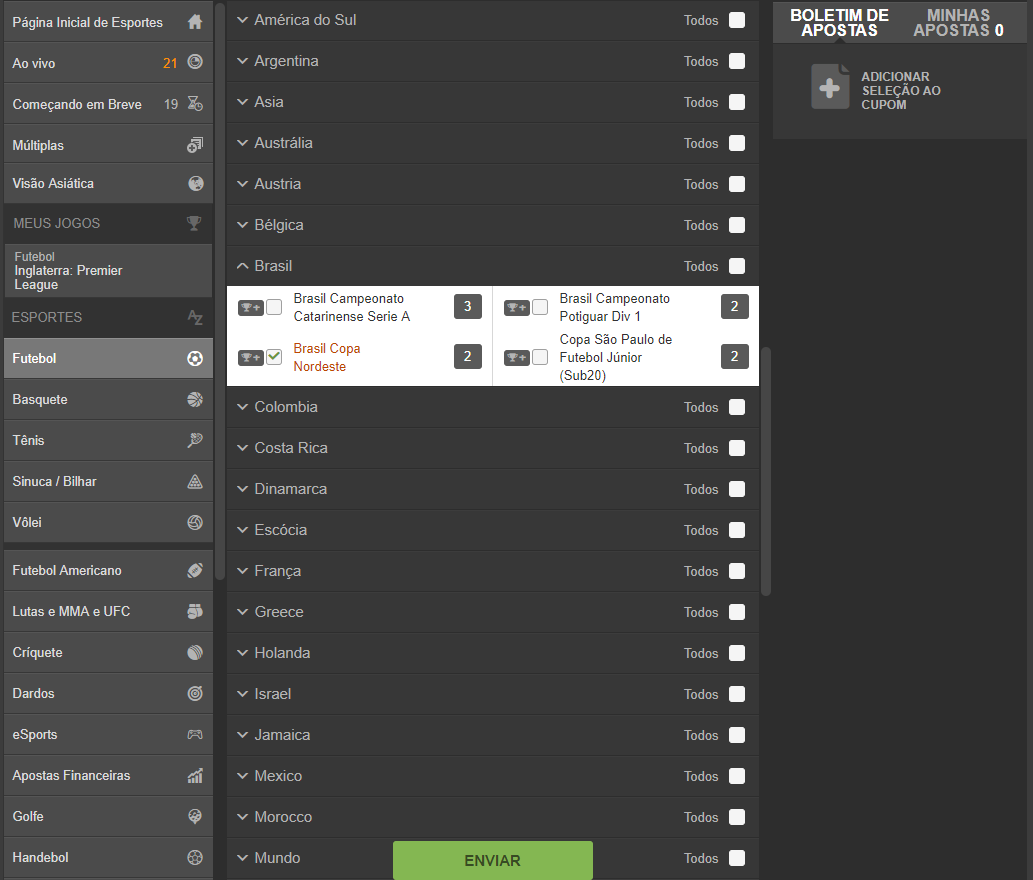 Página Inicial de Esportes
Ao vivo 21
Começando em Breve 19
Múltiplas
Visão Asiática
MEUS JOGOS
Futebol
Inglaterra: Premier
League
ESPORTES
AZ
Futebol
Basquete
Tênis
Sinuca / Bilhar
Vôlei
Futebol Americano
Lutas e MMA e UFC
Críquete
Dardos
eSports
Apostas Financeiras
Golfe
Handebol
América do Sul Todos
Argentina Todos
Asia Todos
Austrália Todos
Austria Todos
Bélgica Todos
Brasil Todos
Brasil Campeonato
Catarinense Serie A
3
Brasil Campeonato
Potiguar Div 1
2
Brasil Copa
Nordeste
2
Copa São Paulo de
Futebol Júnior
(Sub20)
2
Colombia Todos
Costa Rica Todos
Dinamarca Todos
Escócia Todos
França Todos
Greece Todos
Holanda Todos
Israel Todos
Jamaica Todos
Mexico Todos
Morocco Todos
Mundo Todos
ENVIAR
BOLETIM DE
APOSTAS
MINHAS
APOSTAS 0
ADICIONAR
SELEÇÃO AO
CUPOM